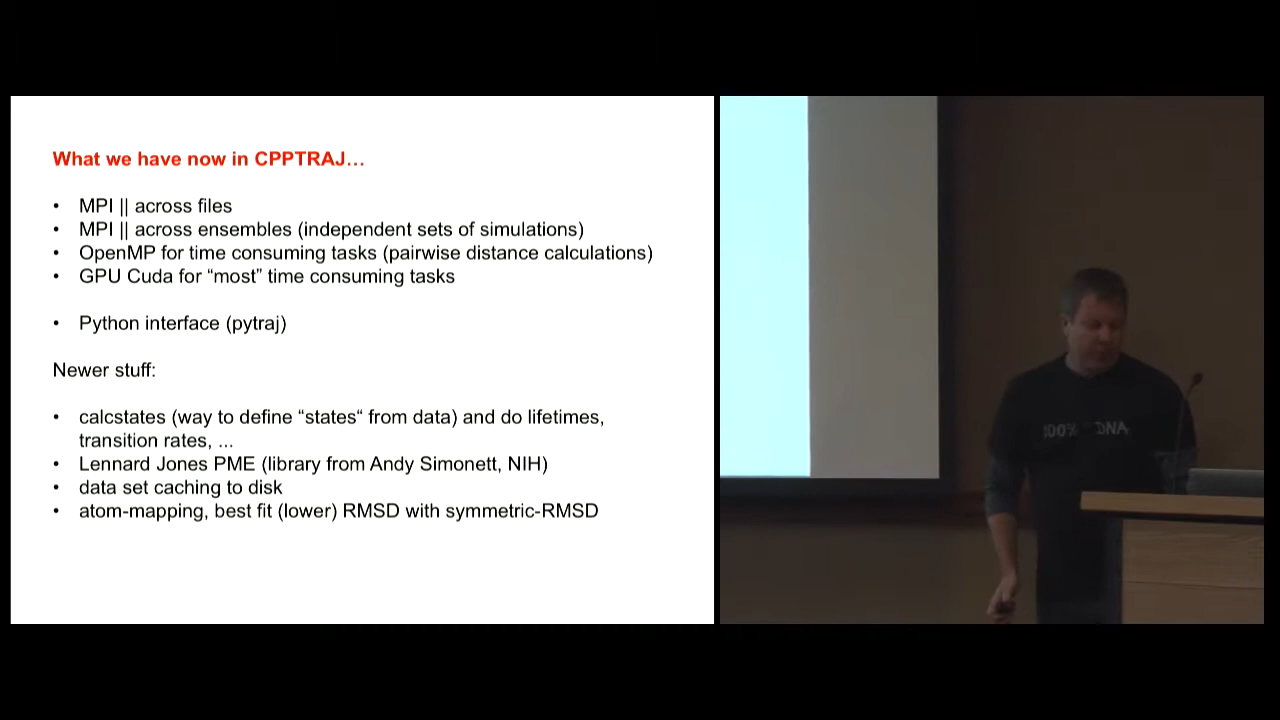 What we have now in CPPTRAJ…
• MPI || across files
• MPI || across ensembles (independent sets of simulations)
• OpenMP for time consuming tasks (pairwise distance calculations)
• GPU Cuda for “most” time consuming tasks
• Python interface (pytraj)
Newer stuff:
• calcstates (way to define “states“ from data) and do lifetimes,
transition rates, ...
• Lennard Jones PME (library from Andy Simonett, NIH)
• data set caching to disk
• atom-mapping, best fit (lower) RMSD with symmetric-RMSD
100% DNA